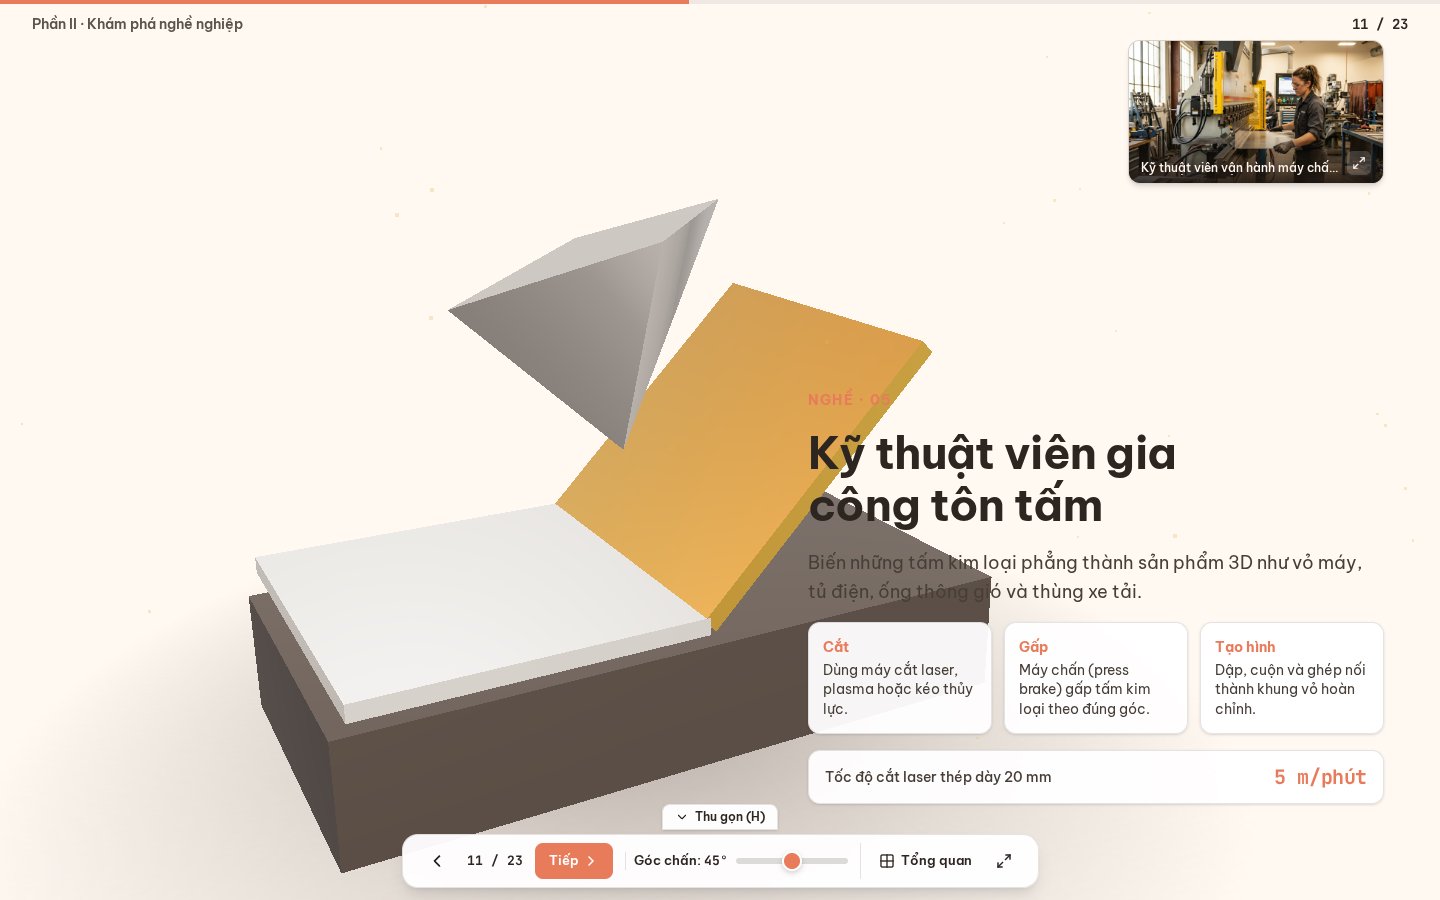 Phần II · Khám phá nghề nghiệp
11 / 23
Kỹ thuật viên vận hành máy chấ...
NGHỀ · 05
Kỹ thuật viên gia
công tôn tấm
Biến những tấm kim loại phẳng thành sản phẩm 3D như vỏ máy,
tủ điện, ống thông gió và thùng xe tải.
Cắt
Dùng máy cắt laser,
plasma hoặc kéo thủy
lực.
Gấp
Máy chấn (press
brake) gấp tấm kim
loại theo đúng góc.
Tạo hình
Dập, cuộn và ghép nối
thành khung vỏ hoàn
chỉnh.
Tốc độ cắt laser thép dày 20 mm
5 m/phút
Thu gọn (H)
11 / 23
Tiếp
Góc chấn: 45°
Tổng quan